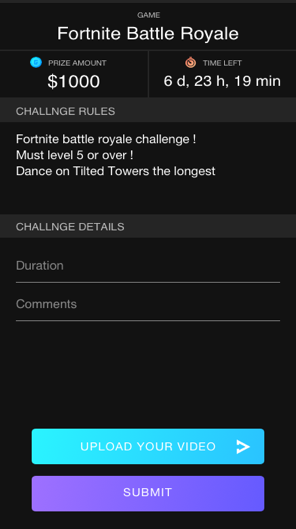 GAME
Fortnite Battle Royale
PRIZE AMOUNT
$1000
TIME LEFT
6 d, 23 h, 19 min
CHALLNGE RULES
Fortnite battle royale challenge !
Must level 5 or over !
Dance on Tilted Towers the longest
CHALLNGE DETAILS
Duration
Comments
UPLOAD YOUR VIDEO
SUBMIT